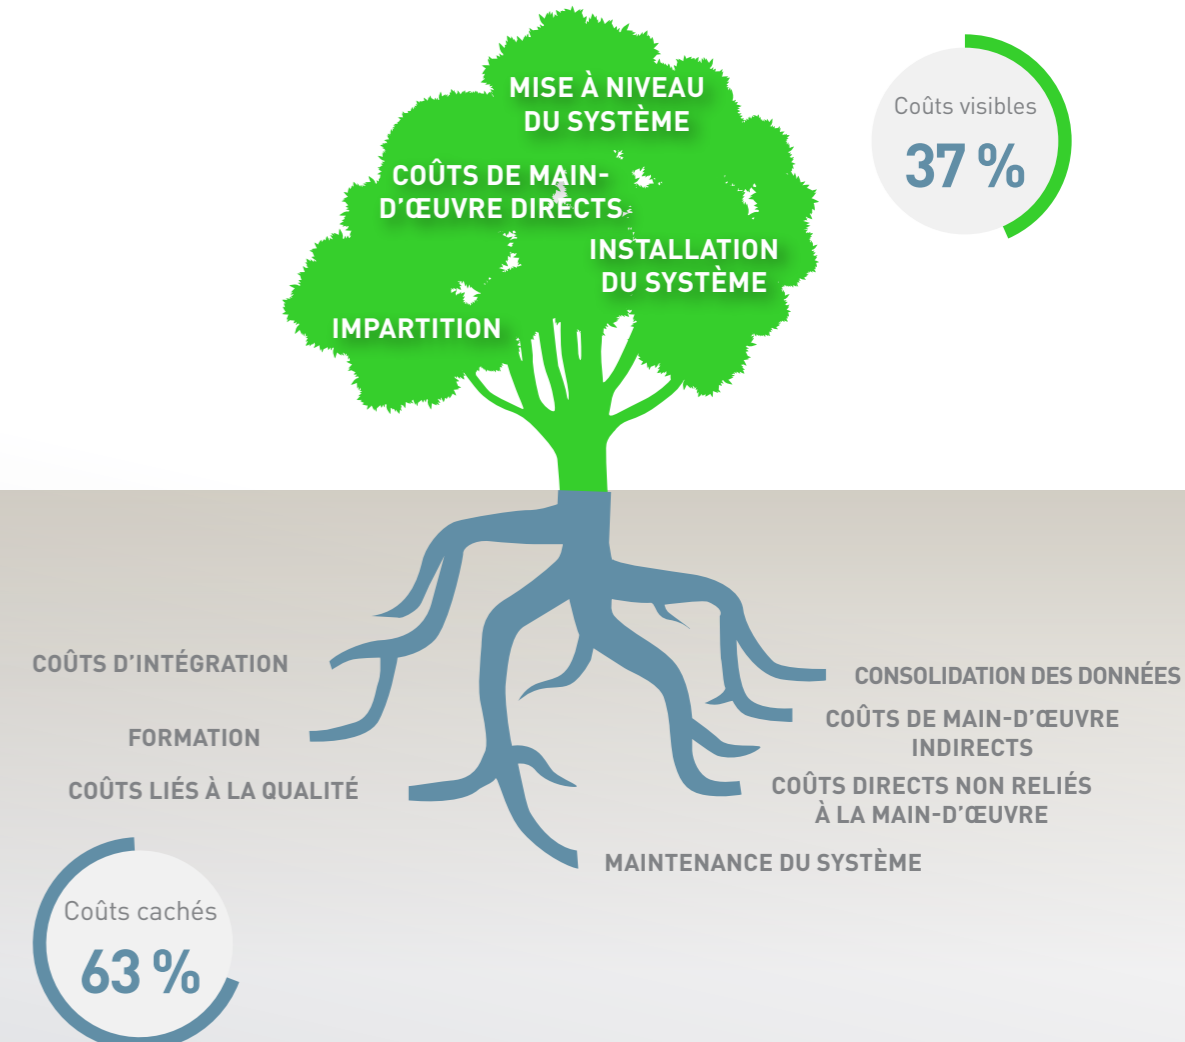 MISE À NIVEAU
DU SYSTÈME
Coûts visibles
37 %
COÛTS DE MAIN-
D'ŒUVRE DIRECTS
INSTALLATION
DU SYSTÈME
IMPARTITION
COÛTS D'INTÉGRATION
FORMATION
COÛTS LIÉS À LA QUALITÉ
CONSOLIDATION DES DONNÉES
COÛTS DE MAIN-D'ŒUVRE
INDIRECTS
COÛTS DIRECTS NON RELIÉS
À LA MAIN-D'ŒUVRE
MAINTENANCE DU SYSTÈME
Coûts cachés
63 %